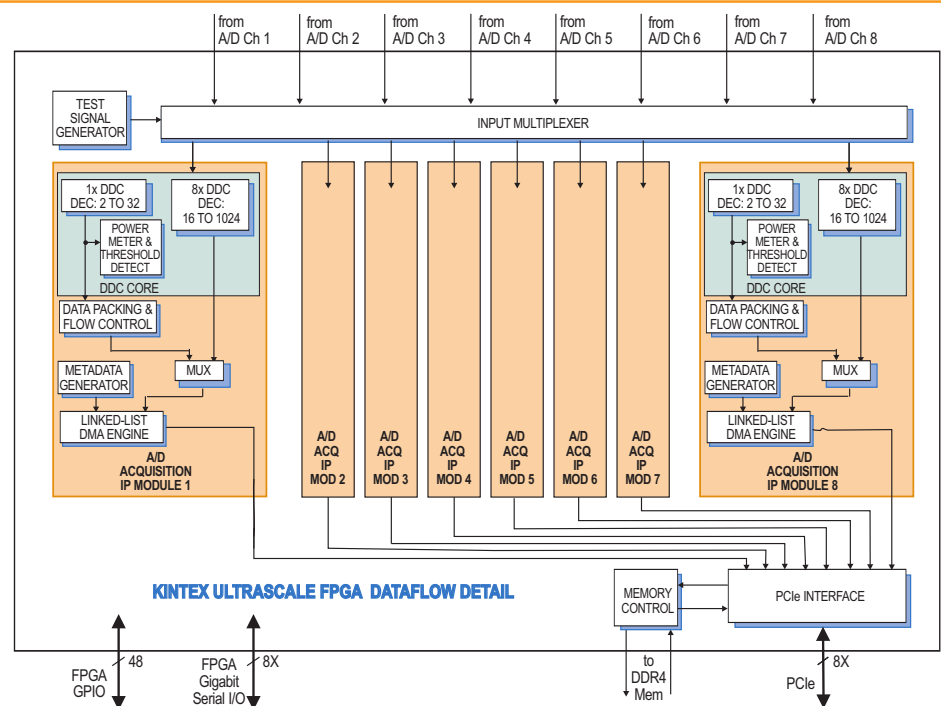 from
A/D Ch 1
from
A/D Ch 2
from
A/D Ch 3
from
A/D Ch 4
from
A/D Ch 5
from
A/D Ch 6
from
A/D Ch 7
from
A/D Ch 8
TEST
SIGNAL
GENERATOR
INPUT MULTIPLEXER
1x DDC
DEC: 2 TO 32
8x DDC
DEC:
16 TO 1024
POWER
METER &
THRESHOLD
DETECT
DDC CORE
DATA PACKING &
FLOW CONTROL
METADATA
GENERATOR
MUX
LINKED-LIST
DMA ENGINE
A/D
ACQUISITION
IP MODULE 1
A/D
ACQ
IP
MOD 2
A/D
ACQ
IP
MOD 3
A/D
ACQ
IP
MOD 4
A/D
ACQ
IP
MOD 5
A/D
ACQ
IP
MOD 6
A/D
ACQ
IP
MOD 7
1x DDC
DEC: 2 TO 32
8x DDC
DEC:
16 TO 1024
POWER
METER &
THRESHOLD
DETECT
DDC CORE
DATA PACKING &
FLOW CONTROL
METADATA
GENERATOR
MUX
LINKED-LIST
DMA ENGINE
A/D
ACQUISITION
IP MODULE 8
KINTEX ULTRASCALE FPGA DATAFLOW DETAIL
MEMORY
CONTROL
PCIe INTERFACE
48
FPGA
GPIO
8X
FPGA
Gigabit
Serial I/O
to
DDR4
Mem
8X
PCIe